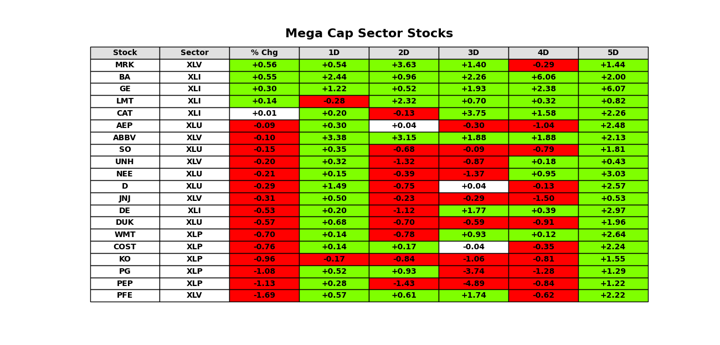 Mega Cap Sector Stocks
Stock Sector % Chg 1D 2D 3D 4D 5D
MRK XLV +0.56 +0.54 +3.63 +1.40 -0.29 +1.44
BA XLI +0.55 +2.44 +0.96 +2.26 +6.06 +2.00
GE XLI +0.30 +1.22 +0.52 +1.93 +2.38 +6.07
LMT XLI +0.14 -0.28 +2.32 +0.70 +0.32 +0.82
CAT XLI +0.01 +0.20 -0.13 +3.75 +1.58 +2.26
AEP XLU -0.09 +0.30 +0.04 -0.30 -1.04 +2.48
ABBV XLV -0.10 +3.38 +3.15 +1.88 +1.88 +2.13
SO XLU -0.15 +0.35 -0.68 -0.09 -0.79 +1.81
UNH XLV -0.20 +0.32 -1.32 -0.87 +0.18 +0.43
NEE XLU -0.21 +0.15 -0.39 -1.37 +0.95 +3.03
D XLU -0.29 +1.49 -0.75 +0.04 -0.13 +2.57
JNJ XLV -0.31 +0.50 -0.23 -0.29 -1.50 +0.53
DE XLI -0.53 +0.20 -1.12 +1.77 +0.39 +2.97
DUK XLU -0.57 +0.68 -0.70 -0.59 -0.91 +1.96
WMT XLP -0.70 +0.14 -0.78 +0.93 +0.12 +2.64
COST XLP -0.76 +0.14 +0.17 -0.04 -0.35 +2.24
KO XLP -0.96 -0.17 -0.84 -1.06 -0.81 +1.55
PG XLP -1.08 +0.52 +0.93 -3.74 -1.28 +1.29
PEP XLP -1.13 +0.28 -1.43 -4.89 -0.84 +1.22
PFE XLV -1.69 +0.57 +0.61 +1.74 -0.62 +2.22